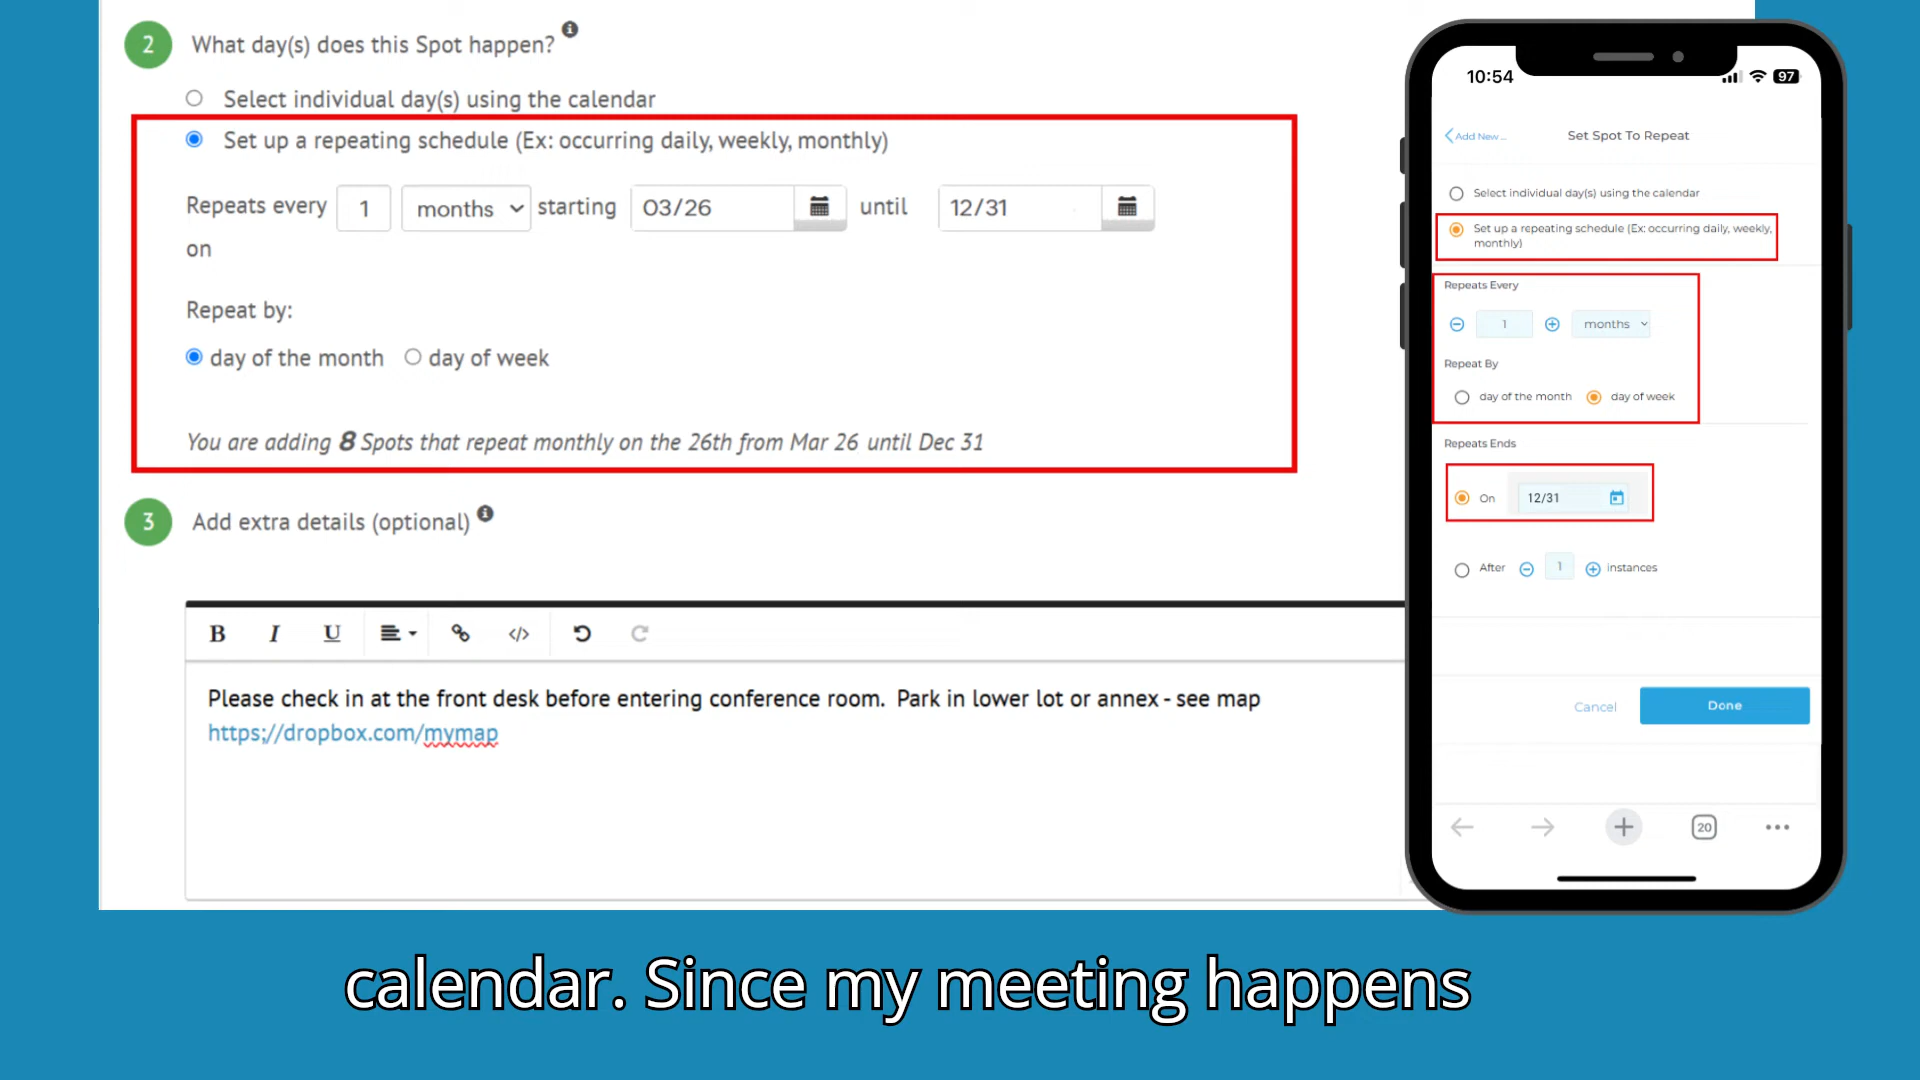 2 What day(s) does this Spot happen?
Select individual day(s) using the calendar
Set up a repeating schedule (Ex: occurring daily, weekly, monthly)
Repeats every 1 months starting 03/26 until 12/31
on
Repeat by:
day of the month day of week
You are adding 8 Spots that repeat monthly on the 26th from Mar 26 until Dec 31
3 Add extra details (optional)
B I U </>
Please check in at the front desk before entering conference room. Park in lower lot or annex - see map
https;//dropbox.com/mymap
10:54 97
Add New ... Set Spot To Repeat
Select individual day(s) using the calendar
Set up a repeating schedule (Ex: occurring daily, weekly,
monthly)
Repeats Every
1 months
Repeat By
day of the month day of week
Repeats Ends
On 12/31
After 1 instances
Cancel Done
20
calendar. Since my meeting happens